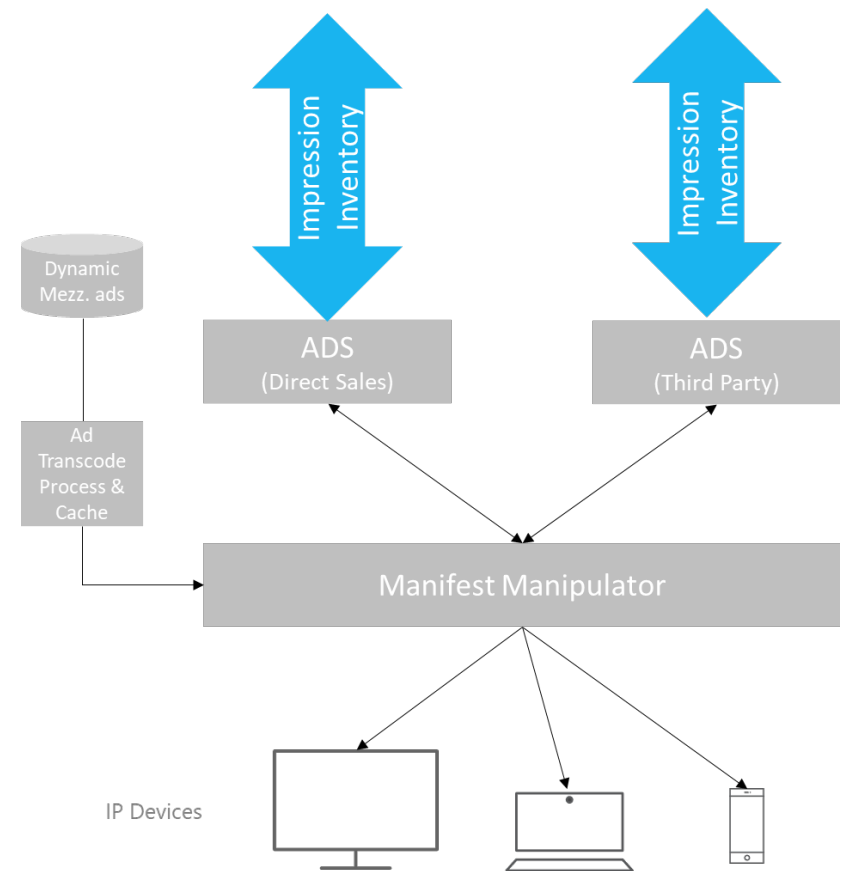 Impression
Inventory
Impression
Inventory
Dynamic
Mezz. ads
ADS
(Direct Sales)
ADS
(Third Party)
Ad
Transcode
Process &
Cache
Manifest Manipulator
IP Devices